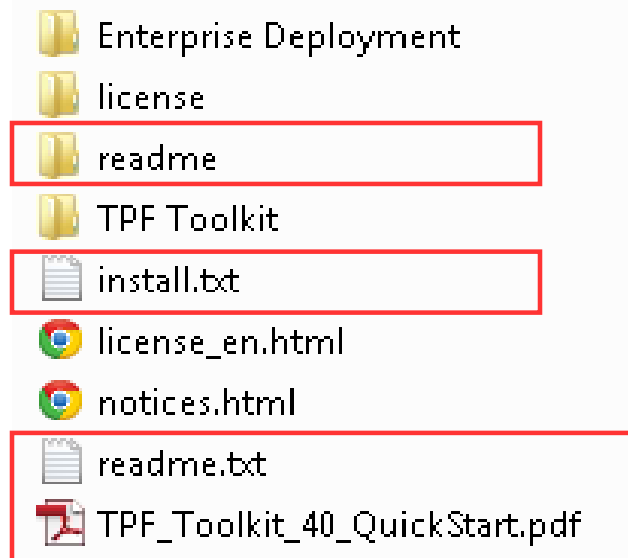 Enterprise Deployment
license
readme
TPF Toolkit
install.txt
license_en.html
notices.html
readme.txt
TPF_Toolkit_40_QuickStart.pdf